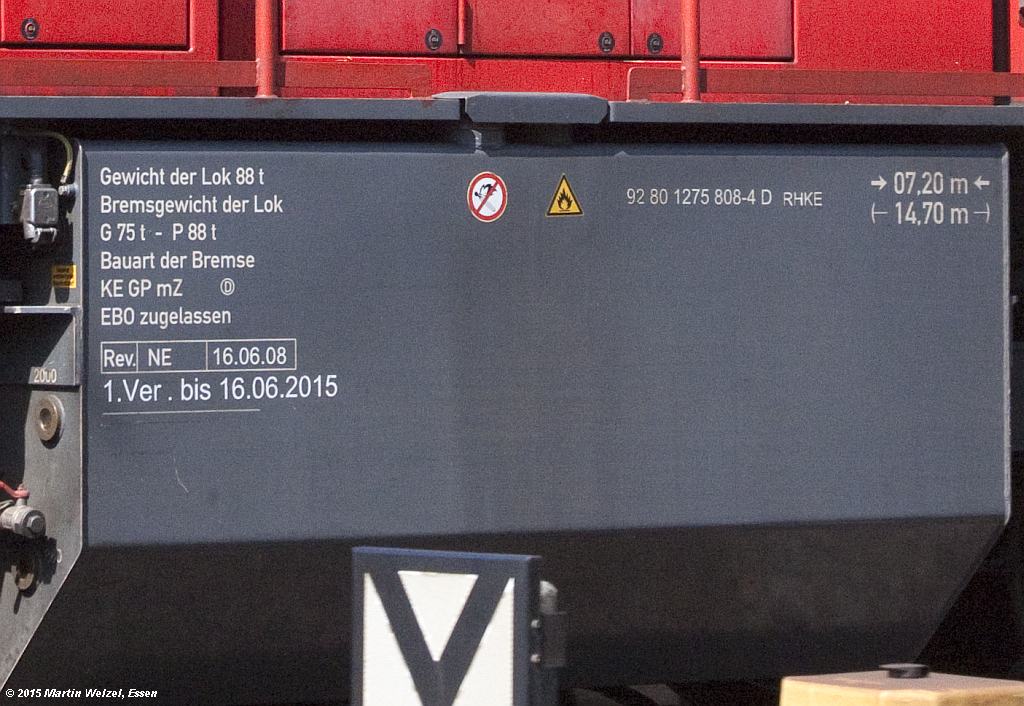 Gewicht der Lok 88 t
Bremsgewicht der Lok
G 75 t - P 88 t
Bauart der Bremse
KE GP mZ Ⓓ
EBO zugelassen
Rev. NE 16.06.08
1.Ver . bis 16.06.2015
92 80 1275 808-4 D RHKE
→ 07,20 m ←
14,70 m
2000
© 2015 Martin Welzel, Essen